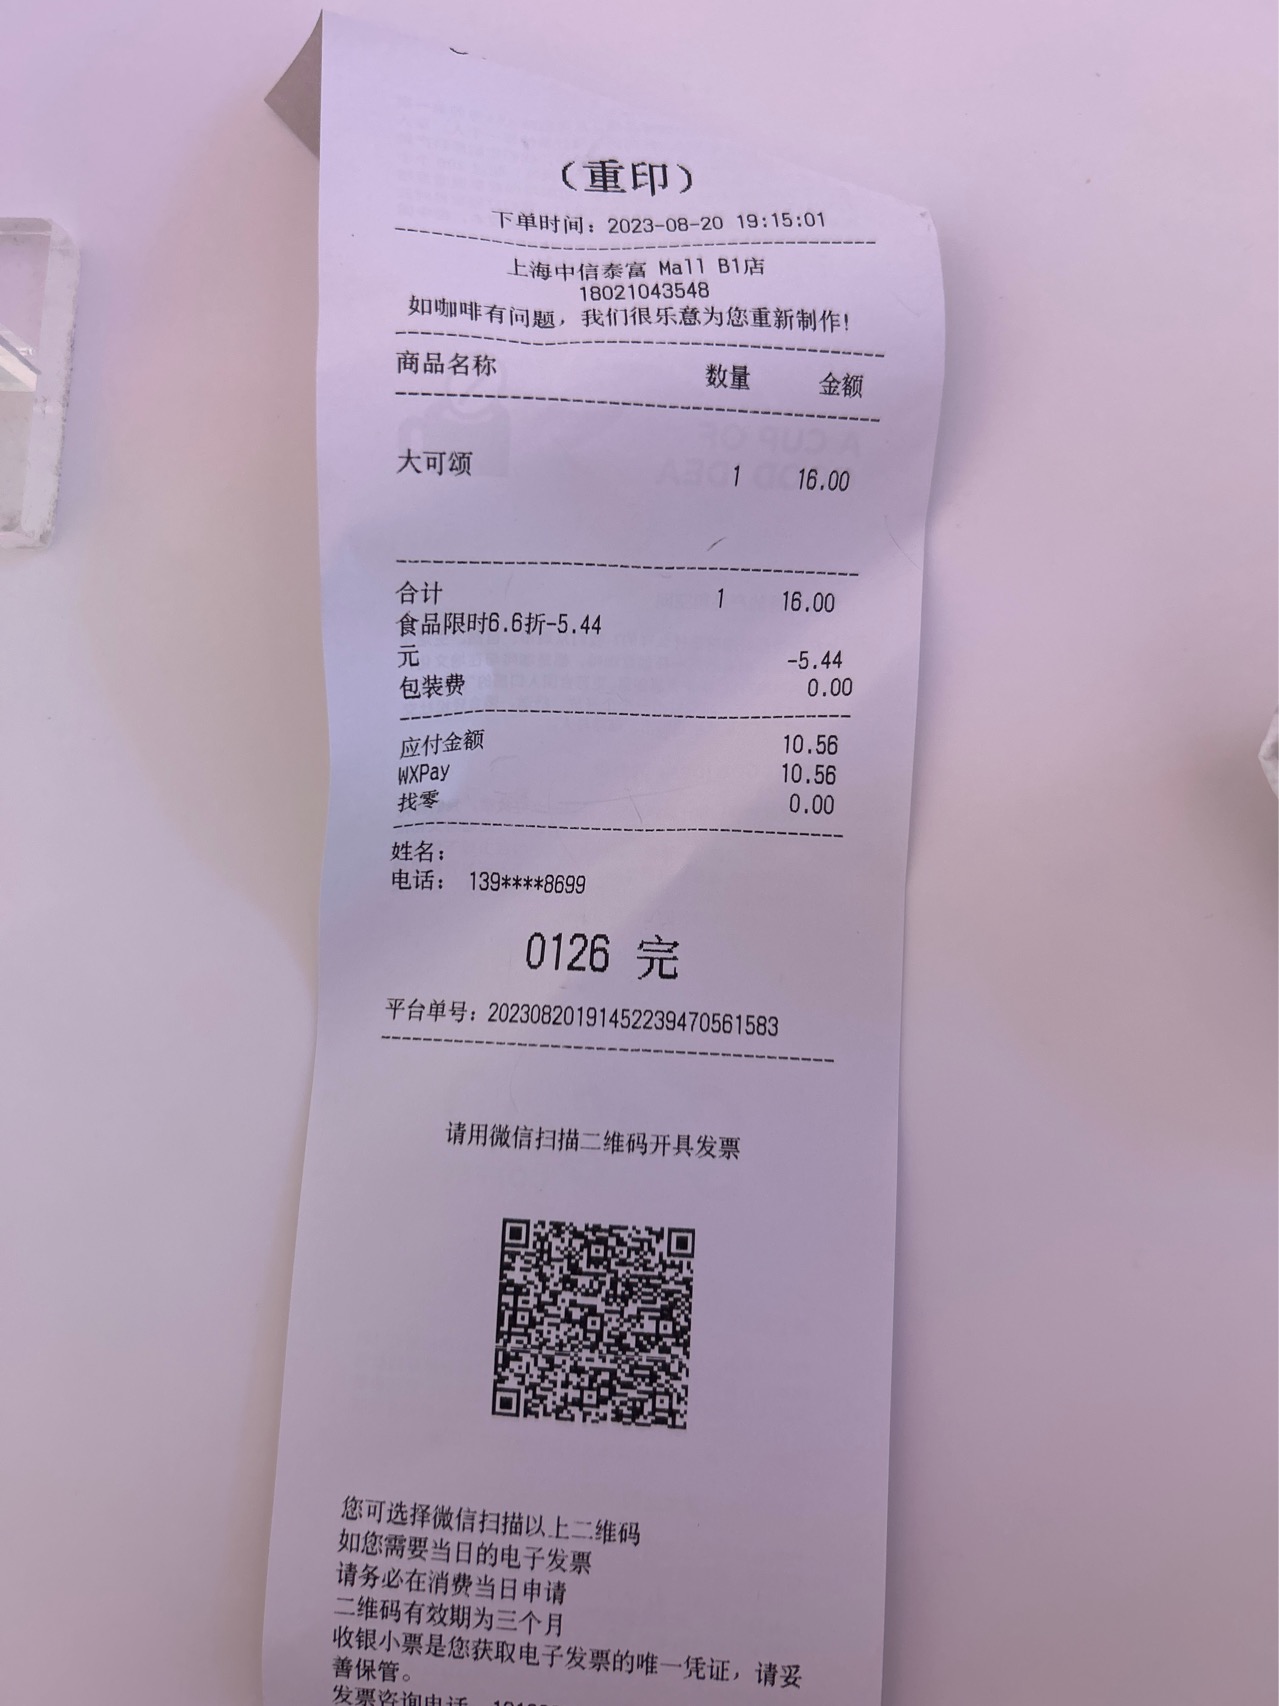 （重印）
下单时间：2023-08-20 19:15:01
上海中信泰富 Mall B1店
18021043548
如咖啡有问题，我们很乐意为您重新制作！
商品名称 数量 金额
大可颂 1 16.00
合计 1 16.00
食品限时6.6折-5.44
元 -5.44
包装费 0.00
应付金额 10.56
WXPay 10.56
找零 0.00
姓名：
电话： 139****8699
0126 完
平台单号：2023082019145222394705615​83
请用微信扫描二维码开具发票
您可选择微信扫描以上二维码
如您需要当日的电子发票
请务必在消费当日申请
二维码有效期为三个月
收银小票是您获取电子发票的唯一凭证，请妥
善保管。
发票咨询电话